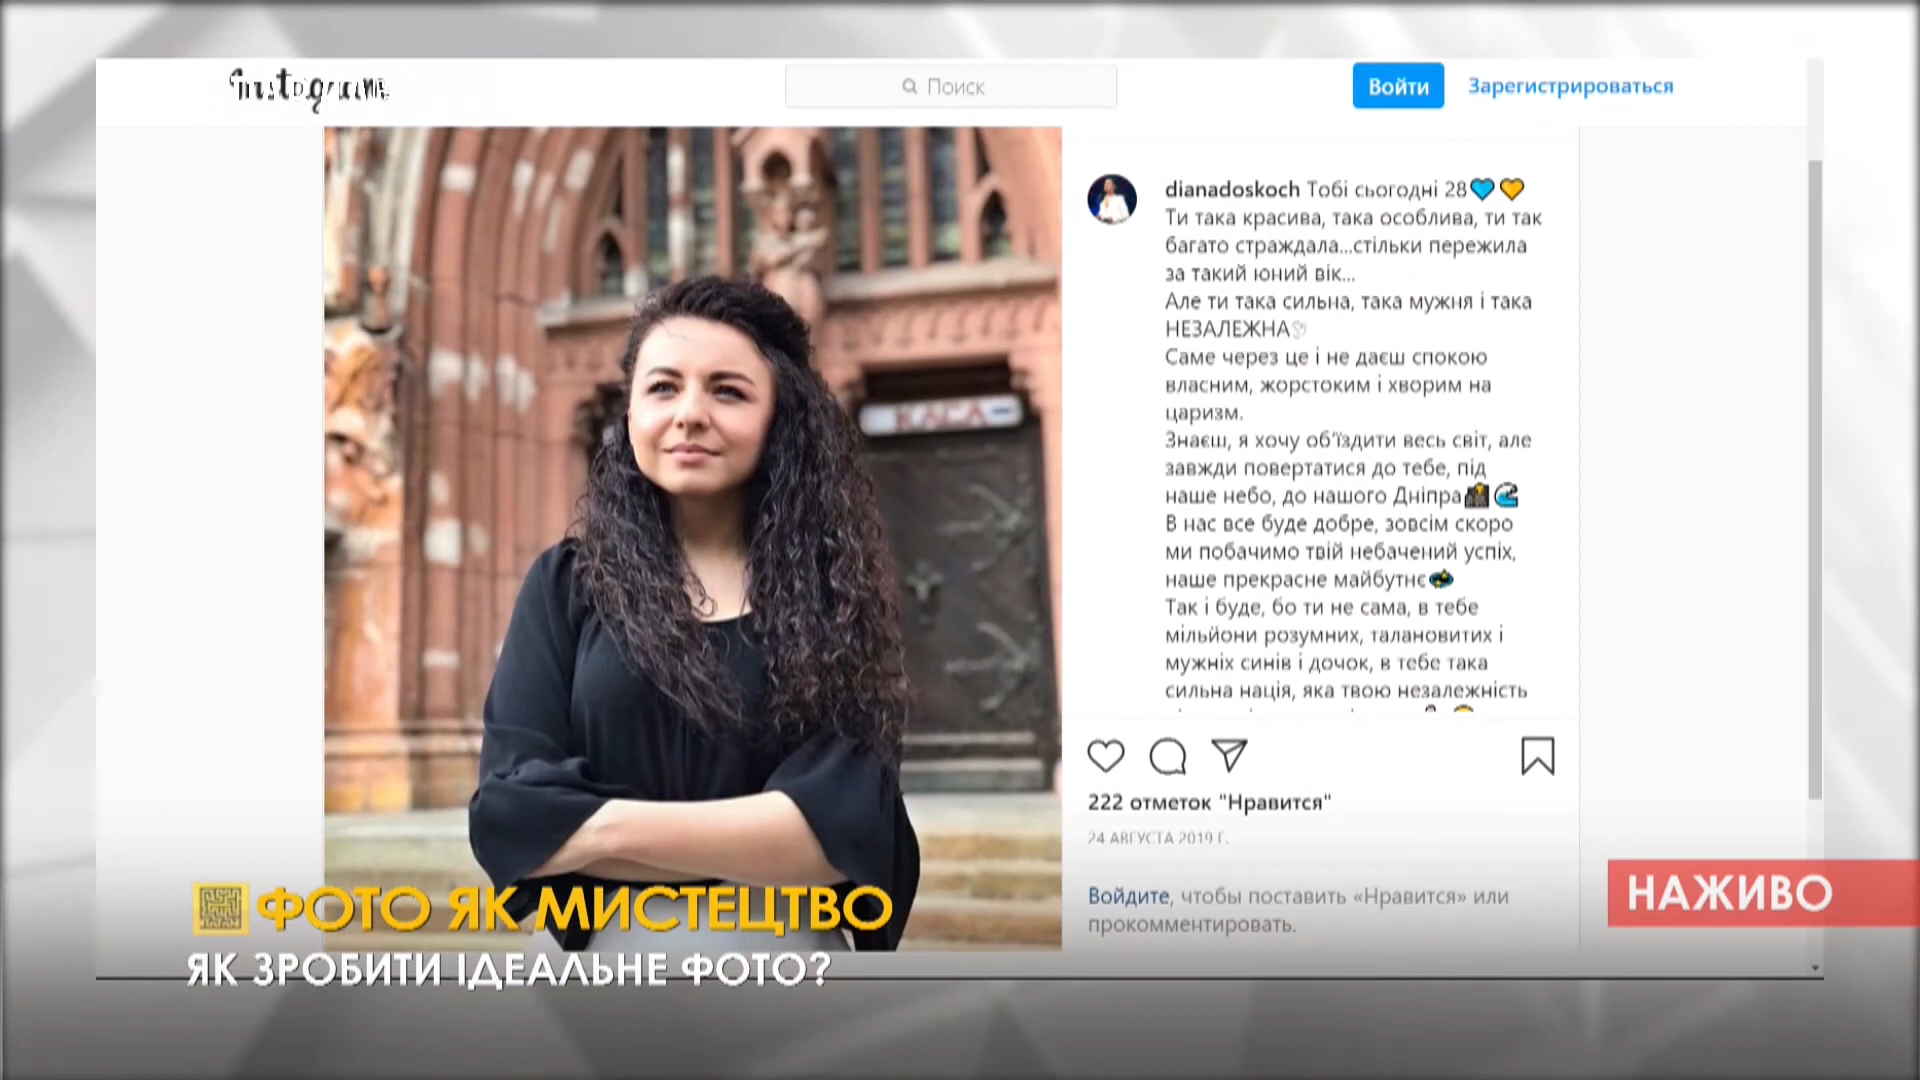 Instagram
Поиск
Войти
Зарегистрироваться
КАСА
dianadoskoch Тобі сьогодні 28
Ти така красива, така особлива, ти так
багато страждала...стільки пережила
за такий юний вік...
Але ти така сильна, така мужня і така
НЕЗАЛЕЖНА
Саме через це і не даєш спокою
власним, жорстоким і хворим на
царизм.
Знаєш, я хочу об'їздити весь світ, але
завжди повертатися до тебе, під
наше небо, до нашого Дніпра
В нас все буде добре, зовсім скоро
ми побачимо твій небачений успіх,
наше прекрасне майбутнє
Так і буде, бо ти не сама, в тебе
мільйони розумних, талановитих і
мужніх синів і дочок, в тебе така
сильна нація, яка твою незалежність
222 отметок "Нравится"
24 АВГУСТА 2019 Г.
Войдите, чтобы поставить «Нравится» или
прокомментировать.
НАЖИВО
ФОТО ЯК МИСТЕЦТВО
ЯК ЗРОБИТИ ІДЕАЛЬНЕ ФОТО?